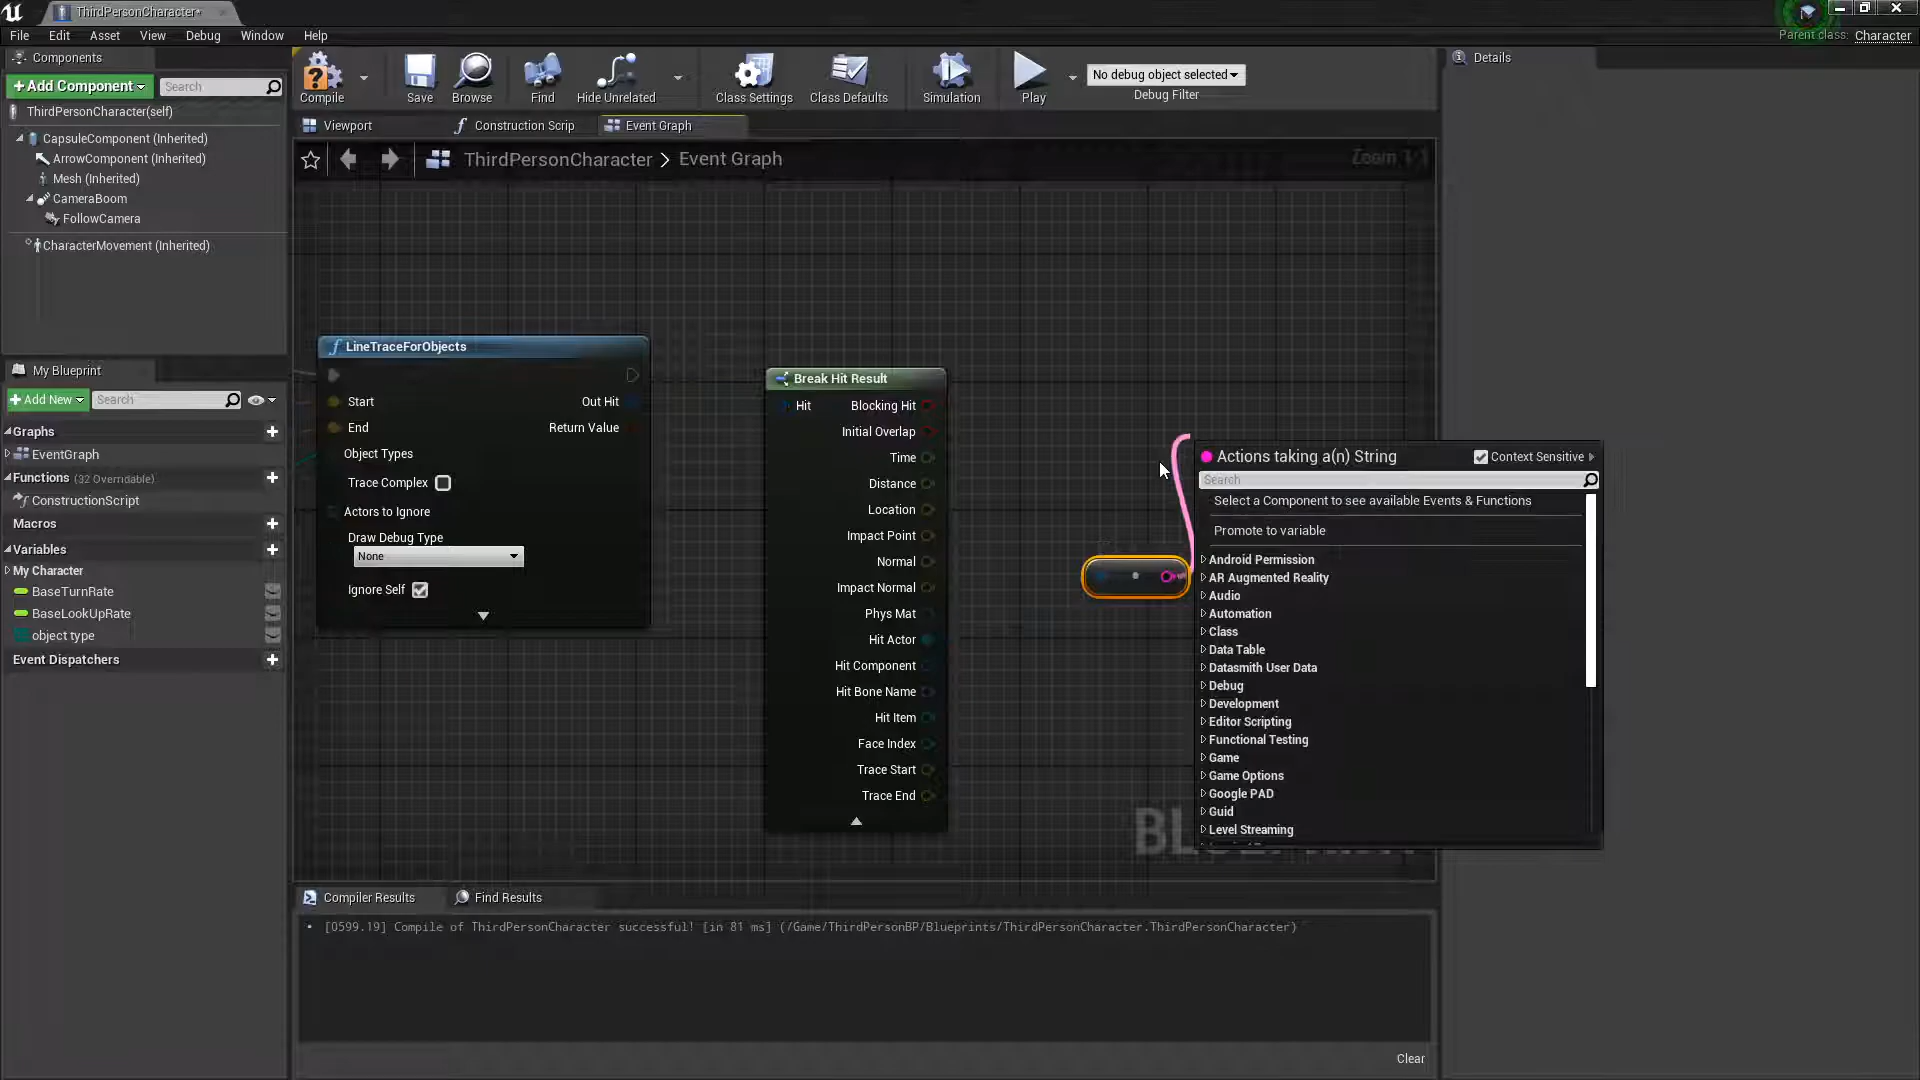 ThirdPersonCharacter*
File Edit Asset View Debug Window Help
Parent class: Character
Components
+Add Component
Search
ThirdPersonCharacter(self)
CapsuleComponent (Inherited)
ArrowComponent (Inherited)
Mesh (Inherited)
CameraBoom
FollowCamera
CharacterMovement (Inherited)
My Blueprint
+Add New
Search
Graphs
EventGraph
Functions (32 Overridable)
ConstructionScript
Macros
Variables
My Character
BaseTurnRate
BaseLookUpRate
object type
Event Dispatchers
Compile
Save
Browse
Find
Hide Unrelated
Class Settings
Class Defaults
Simulation
Play
No debug object selected
Debug Filter
Viewport
Construction Scrip
Event Graph
ThirdPersonCharacter > Event Graph
Zoom 1:1
LineTraceForObjects
Start
Out Hit
End
Return Value
Object Types
Trace Complex
Actors to Ignore
Draw Debug Type
None
Ignore Self
Break Hit Result
Hit
Blocking Hit
Initial Overlap
Time
Distance
Location
Impact Point
Normal
Impact Normal
Phys Mat
Hit Actor
Hit Component
Hit Bone Name
Hit Item
Face Index
Trace Start
Trace End
Actions taking a(n) String
Context Sensitive
Search
Select a Component to see available Events & Functions
Promote to variable
Android Permission
AR Augmented Reality
Audio
Automation
Class
Data Table
Datasmith User Data
Debug
Development
Editor Scripting
Functional Testing
Game
Game Options
Google PAD
Guid
Level Streaming
Details
Compiler Results
Find Results
[0599.19] Compile of ThirdPersonCharacter successful! [in 81 ms] (/Game/ThirdPersonBP/Blueprints/ThirdPersonCharacter.ThirdPersonCharacter)
Clear